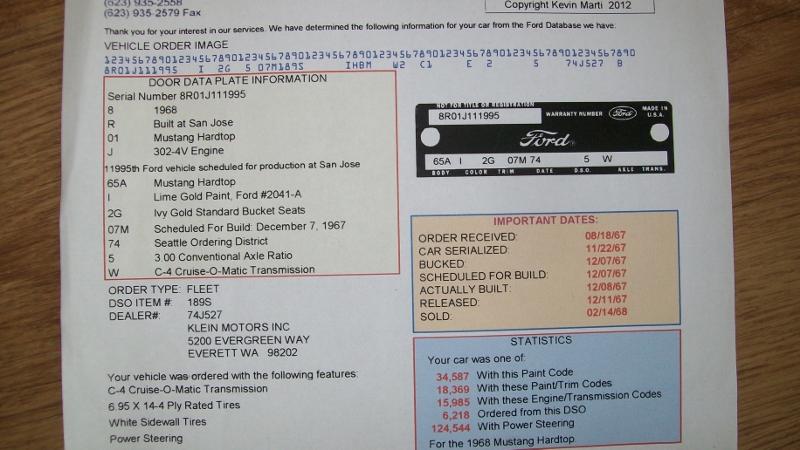 (623) 935-2558
(623) 935-2579 Fax
Copyright Kevin Marti 2012
Thank you for your interest in our services. We have determined the following information for your car from the Ford Database we have.
VEHICLE ORDER IMAGE
12345678901234567890123456789012345678901234567890123456789012345678901234567890
8R01J111995 I 2G 5 07M189S IHBM W2 C1 E 2 5 74J527 B
DOOR DATA PLATE INFORMATION
Serial Number 8R01J111995
8 1968
R Built at San Jose
01 Mustang Hardtop
J 302-4V Engine
11995th Ford vehicle scheduled for production at San Jose
65A Mustang Hardtop
I Lime Gold Paint, Ford #2041-A
2G Ivy Gold Standard Bucket Seats
07M Scheduled For Build: December 7, 1967
74 Seattle Ordering District
5 3.00 Conventional Axle Ratio
W C-4 Cruise-O-Matic Transmission
ORDER TYPE: FLEET
DSO ITEM #: 189S
DEALER#: 74J527
KLEIN MOTORS INC
5200 EVERGREEN WAY
EVERETT WA 98202
Your vehicle was ordered with the following features:
C-4 Cruise-O-Matic Transmission
6.95 X 14-4 Ply Rated Tires
White Sidewall Tires
Power Steering
NOT FOR TITLE OR REGISTRATION
8R01J111995 WARRANTY NUMBER Ford MADE IN U.S.A.
Ford
65A I 2G 07M 74 5 W
BODY COLOR TRIM DATE D.S.O. AXLE TRANS.
IMPORTANT DATES:
ORDER RECEIVED: 08/18/67
CAR SERIALIZED: 11/22/67
BUCKED: 12/07/67
SCHEDULED FOR BUILD: 12/07/67
ACTUALLY BUILT: 12/08/67
RELEASED: 12/11/67
SOLD: 02/14/68
STATISTICS
Your car was one of:
34,587 With this Paint Code
18,369 With these Paint/Trim Codes
15,985 With these Engine/Transmission Codes
6,218 Ordered from this DSO
124,544 With Power Steering
For the 1968 Mustang Hardtop